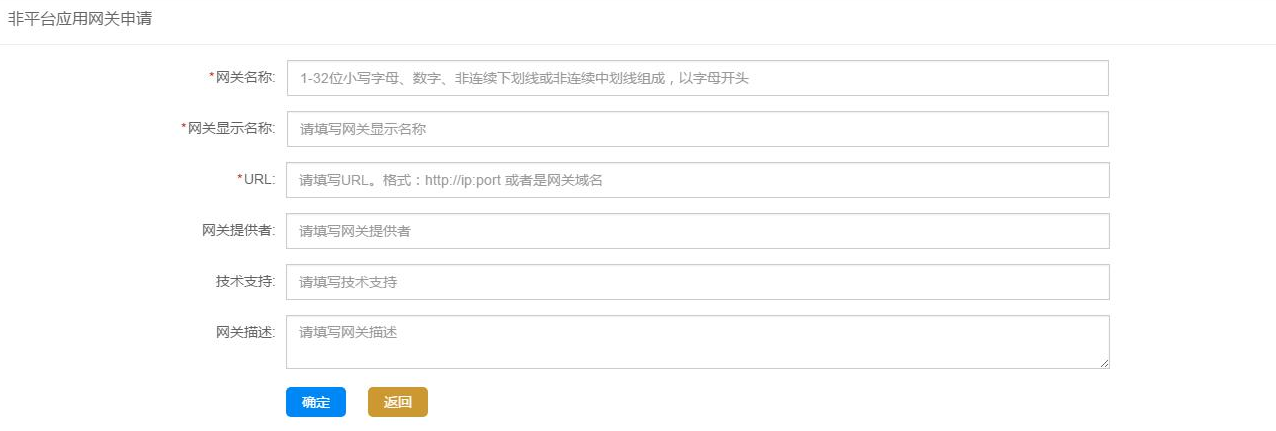 非平台应用网关申请
*网关名称: 1-32位小写字母、数字、非连续下划线或非连续中划线组成，以字母开头
*网关显示名称: 请填写网关显示名称
*URL: 请填写URL。格式：http://ip:port 或者是网关域名
网关提供者: 请填写网关提供者
技术支持: 请填写技术支持
网关描述: 请填写网关描述
确定 返回